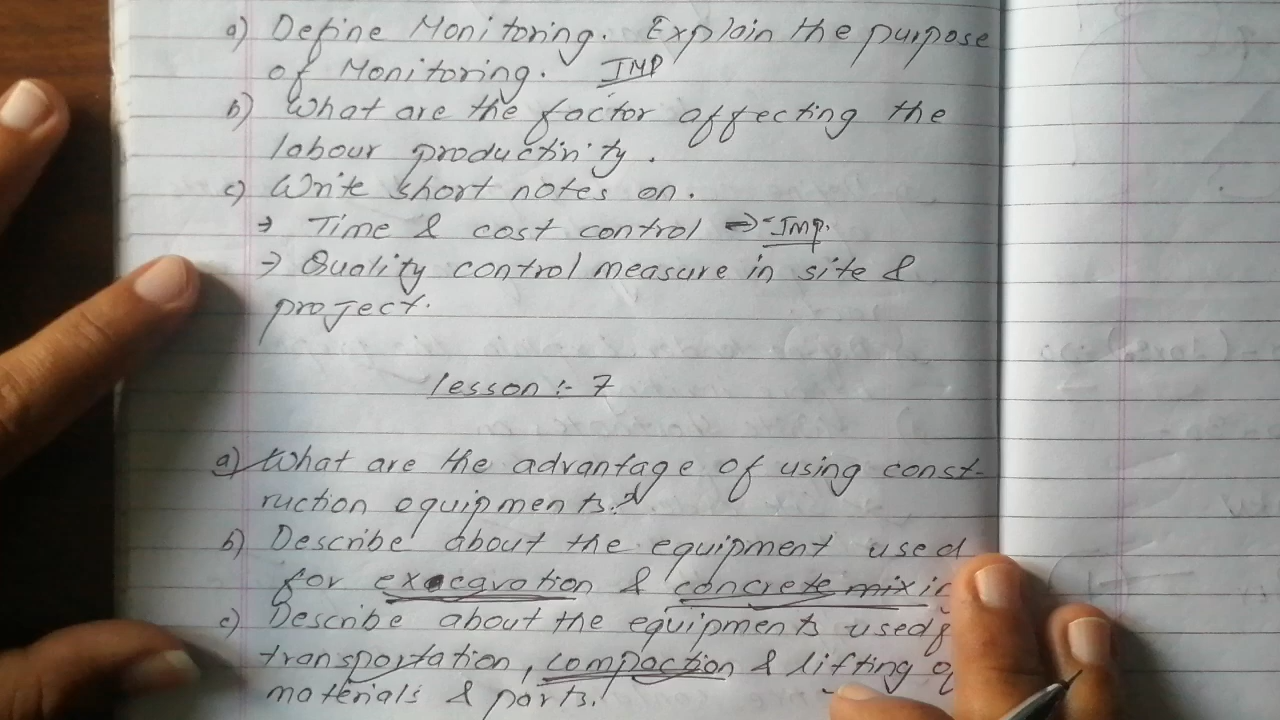 a) Define Monitoring. Explain the purpose
of Monitoring. IMP
b) What are the factor affecting the
labour productivity.
c) Write short notes on.
→ Time & cost control ⇒ Imp.
→ Quality control measure in site &
project.
lesson :- 7
a) What are the advantage of using const-
ruction equipments.
b) Describe about the equipment used
for excavation & concrete mixin
c) Describe about the equipments used
transportation, compaction & lifting
materials & parts.